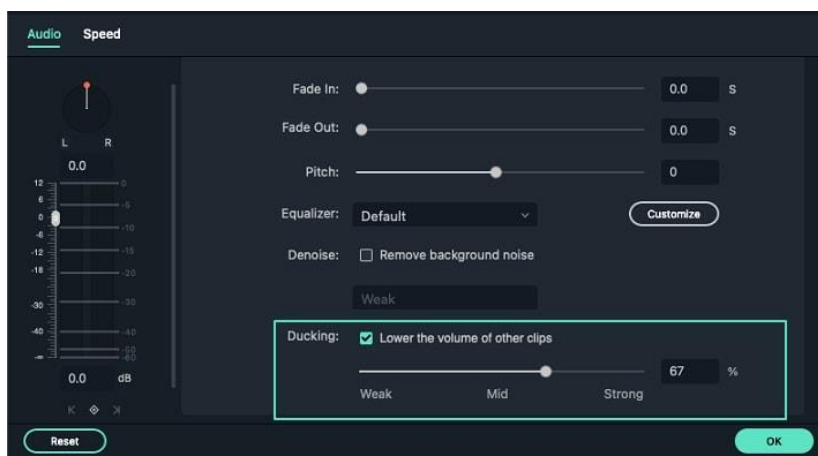 Audio Speed
Fade In: 0.0 S
L R
Fade Out: 0.0 S
0.0
Pitch: 0
12 0
6 -5
0
Equalizer: Default Customize
-10
-6
-12 -15
Denoise: Remove background noise
-18 -20
-30 -30
Weak
-40 -40
Ducking: Lower the volume of other clips
-50
-∞ -60
67 %
0.0 dB
Weak Mid Strong
Reset OK